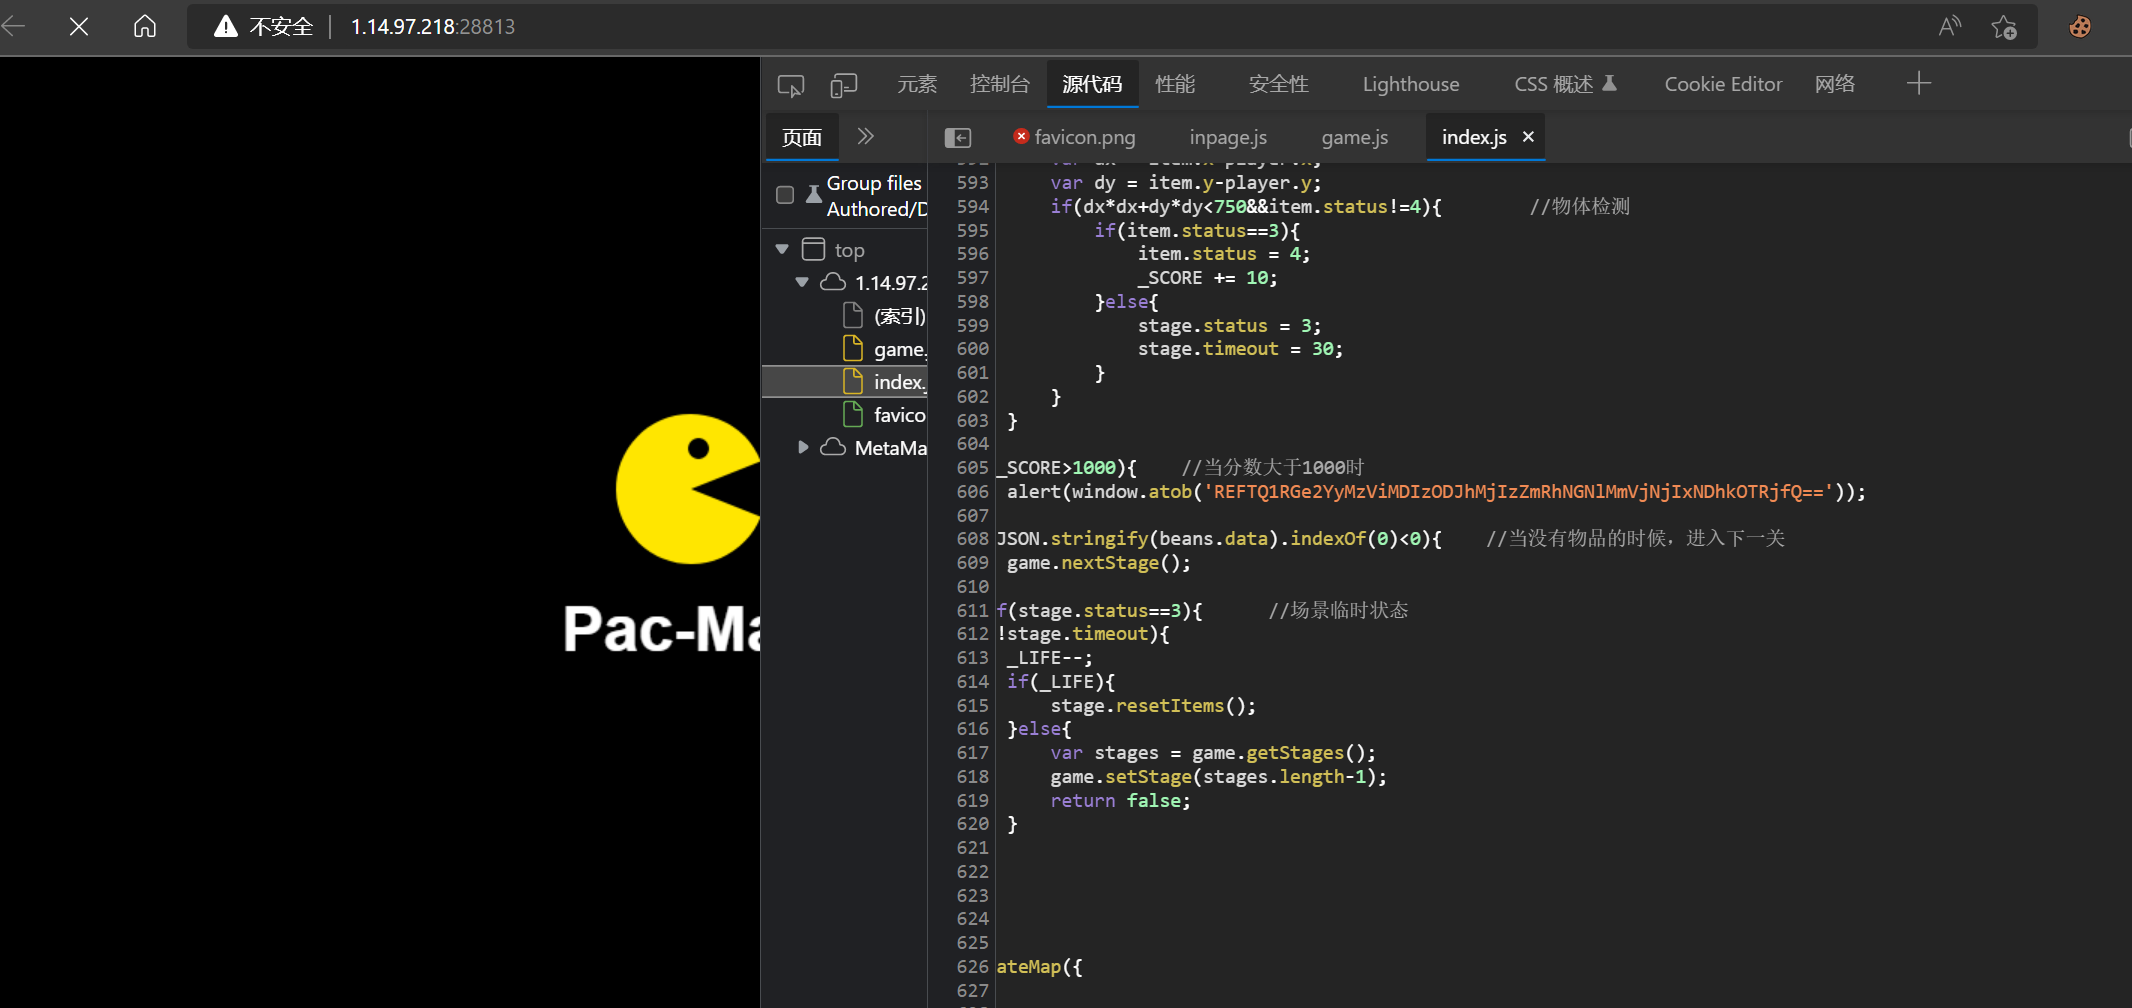 不安全 1.14.97.218:28813
元素 控制台 源代码 性能 安全性 Lighthouse CSS 概述 Cookie Editor 网络
页面 favicon.png inpage.js game.js index.js
Group files
Authored/D
top
1.14.97.2
(索引)
game.
index.
favico
MetaMa
Pac-Ma
593 var dy = item.y-player.y;
594 if(dx*dx+dy*dy<750&&item.status!=4){ //物体检测
595 if(item.status==3){
596 item.status = 4;
597 _SCORE += 10;
598 }else{
599 stage.status = 3;
600 stage.timeout = 30;
601 }
602 }
603 }
604
605 _SCORE>1000){ //当分数大于1000时
606 alert(window.atob('REFTQ1RGe2YyMzViMDIzODJhMjIzZmRhNGNlMmVjNjIxNDhkOTRjfQ=='));
607
608 JSON.stringify(beans.data).indexOf(0)<0){ //当没有物品的时候，进入下一关
609 game.nextStage();
610
611 f(stage.status==3){ //场景临时状态
612 !stage.timeout){
613 _LIFE--;
614 if(_LIFE){
615 stage.resetItems();
616 }else{
617 var stages = game.getStages();
618 game.setStage(stages.length-1);
619 return false;
620 }
621
622
623
624
625
626 ateMap({
627